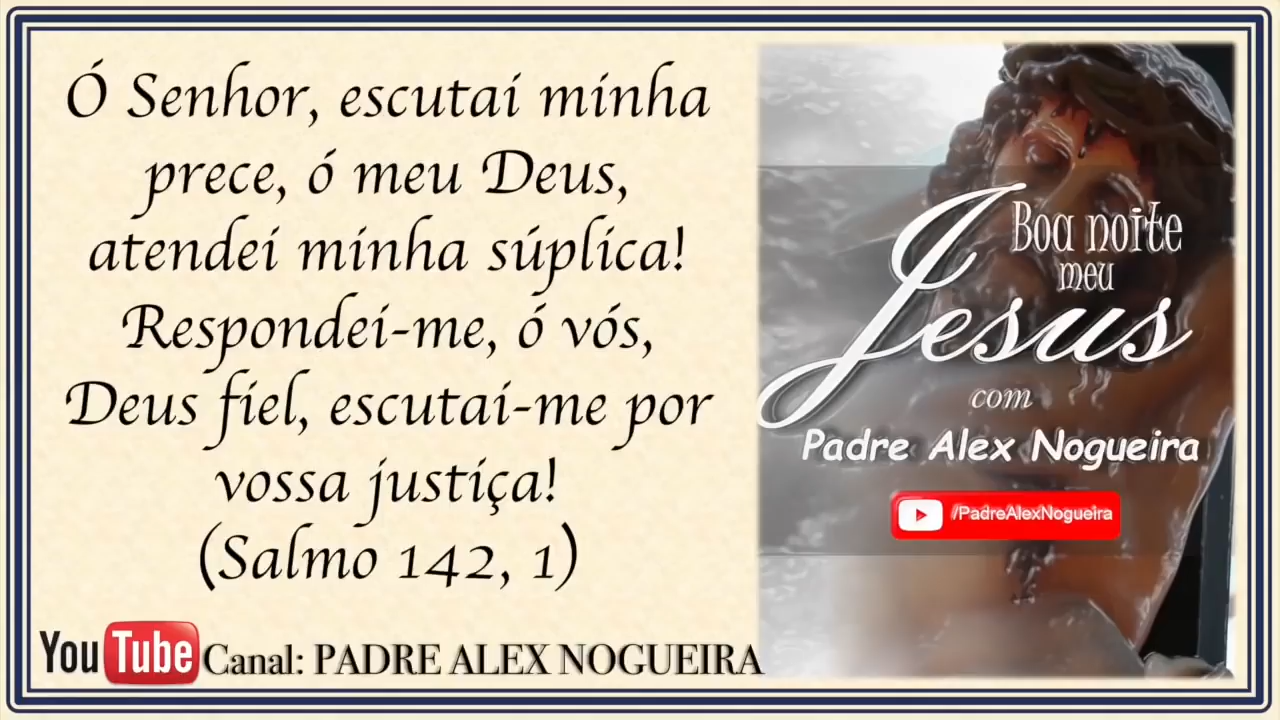 Ó Senhor, escutai minha
prece, ó meu Deus,
atendei minha súplica!
Respondei-me, ó vós,
Deus fiel, escutai-me por
vossa justiça!
(Salmo 142, 1)
YouTube Canal: PADRE ALEX NOGUEIRA
Boa noite
meu
Jesus
com
Padre Alex Nogueira
/PadreAlexNogueira